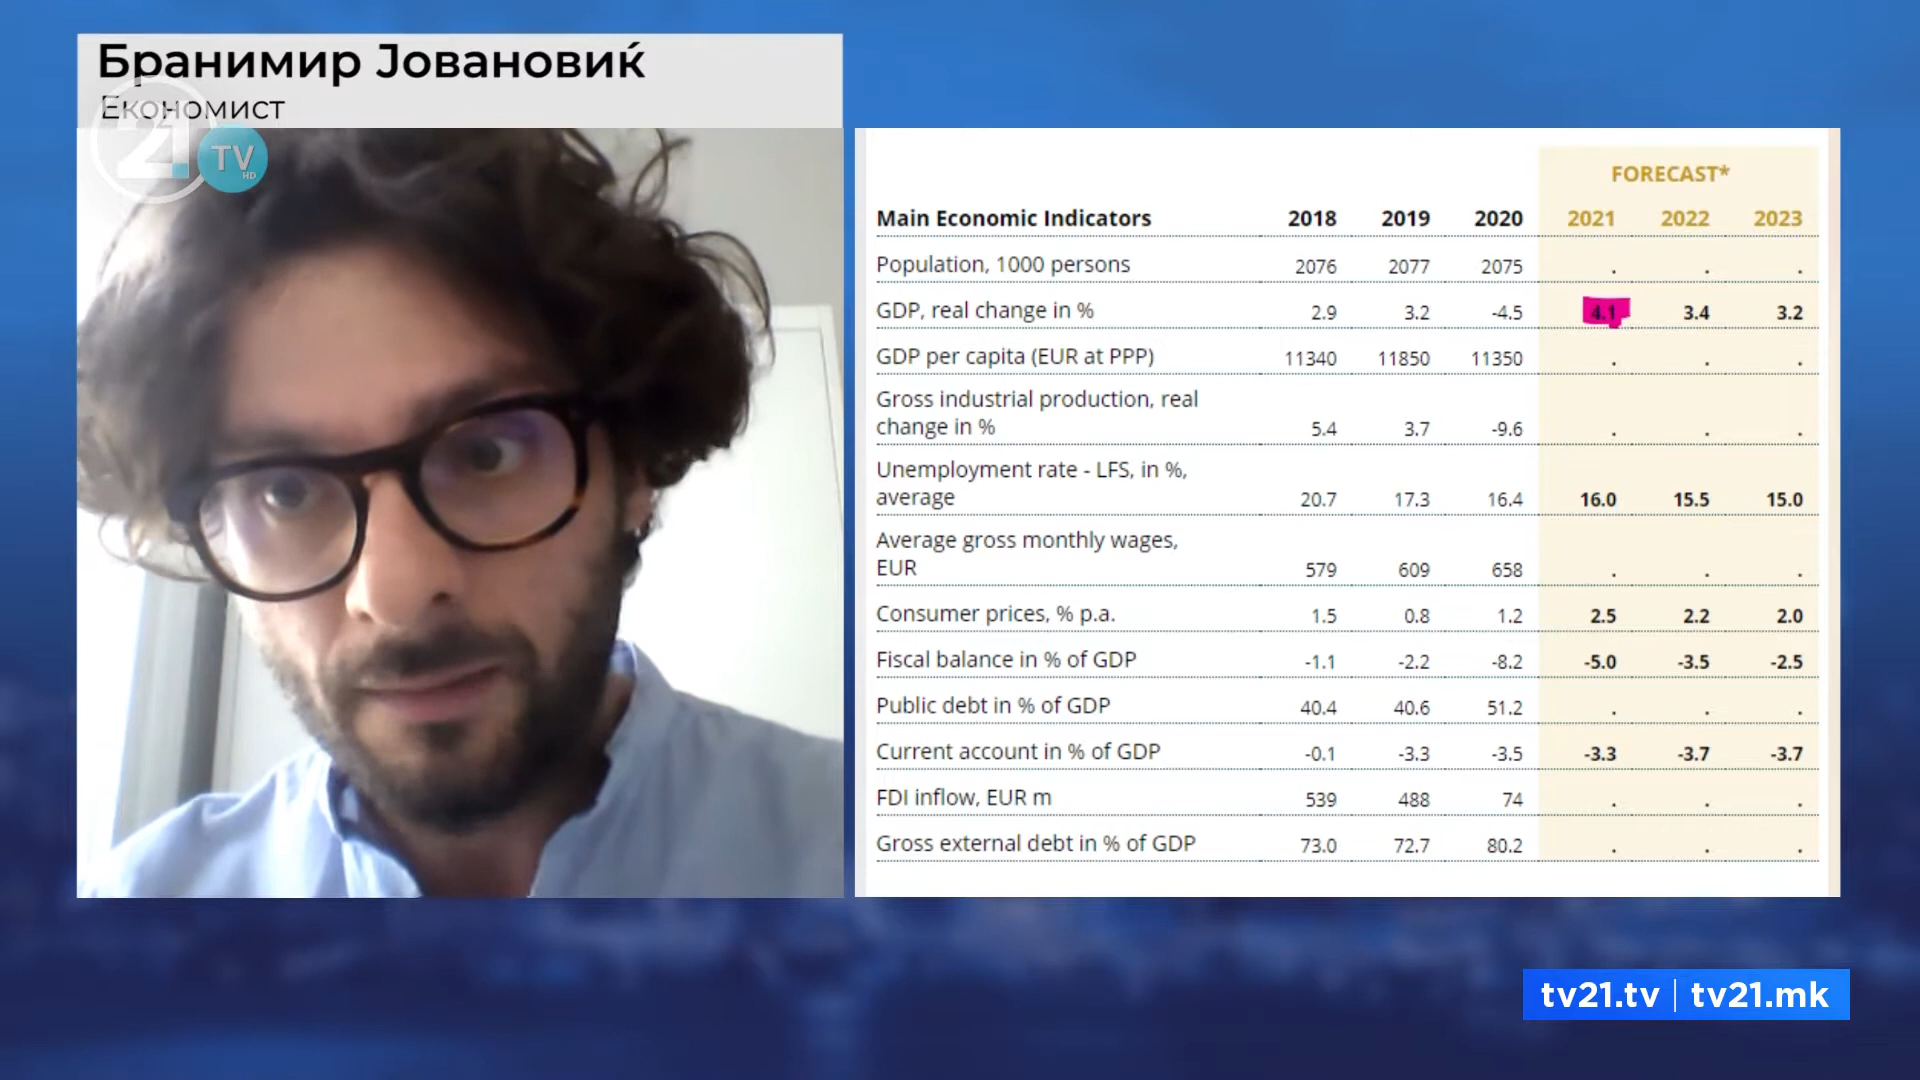 Бранимир Јовановиќ
Економист
21 TV HD
FORECAST*
Main Economic Indicators 2018 2019 2020 2021 2022 2023
Population, 1000 persons 2076 2077 2075 . . .
GDP, real change in % 2.9 3.2 -4.5 4.1 3.4 3.2
GDP per capita (EUR at PPP) 11340 11850 11350 . . .
Gross industrial production, real
change in % 5.4 3.7 -9.6 . . .
Unemployment rate - LFS, in %,
average 20.7 17.3 16.4 16.0 15.5 15.0
Average gross monthly wages,
EUR 579 609 658 . . .
Consumer prices, % p.a. 1.5 0.8 1.2 2.5 2.2 2.0
Fiscal balance in % of GDP -1.1 -2.2 -8.2 -5.0 -3.5 -2.5
Public debt in % of GDP 40.4 40.6 51.2 . . .
Current account in % of GDP -0.1 -3.3 -3.5 -3.3 -3.7 -3.7
FDI inflow, EUR m 539 488 74 . . .
Gross external debt in % of GDP 73.0 72.7 80.2 . . .
tv21.tv | tv21.mk